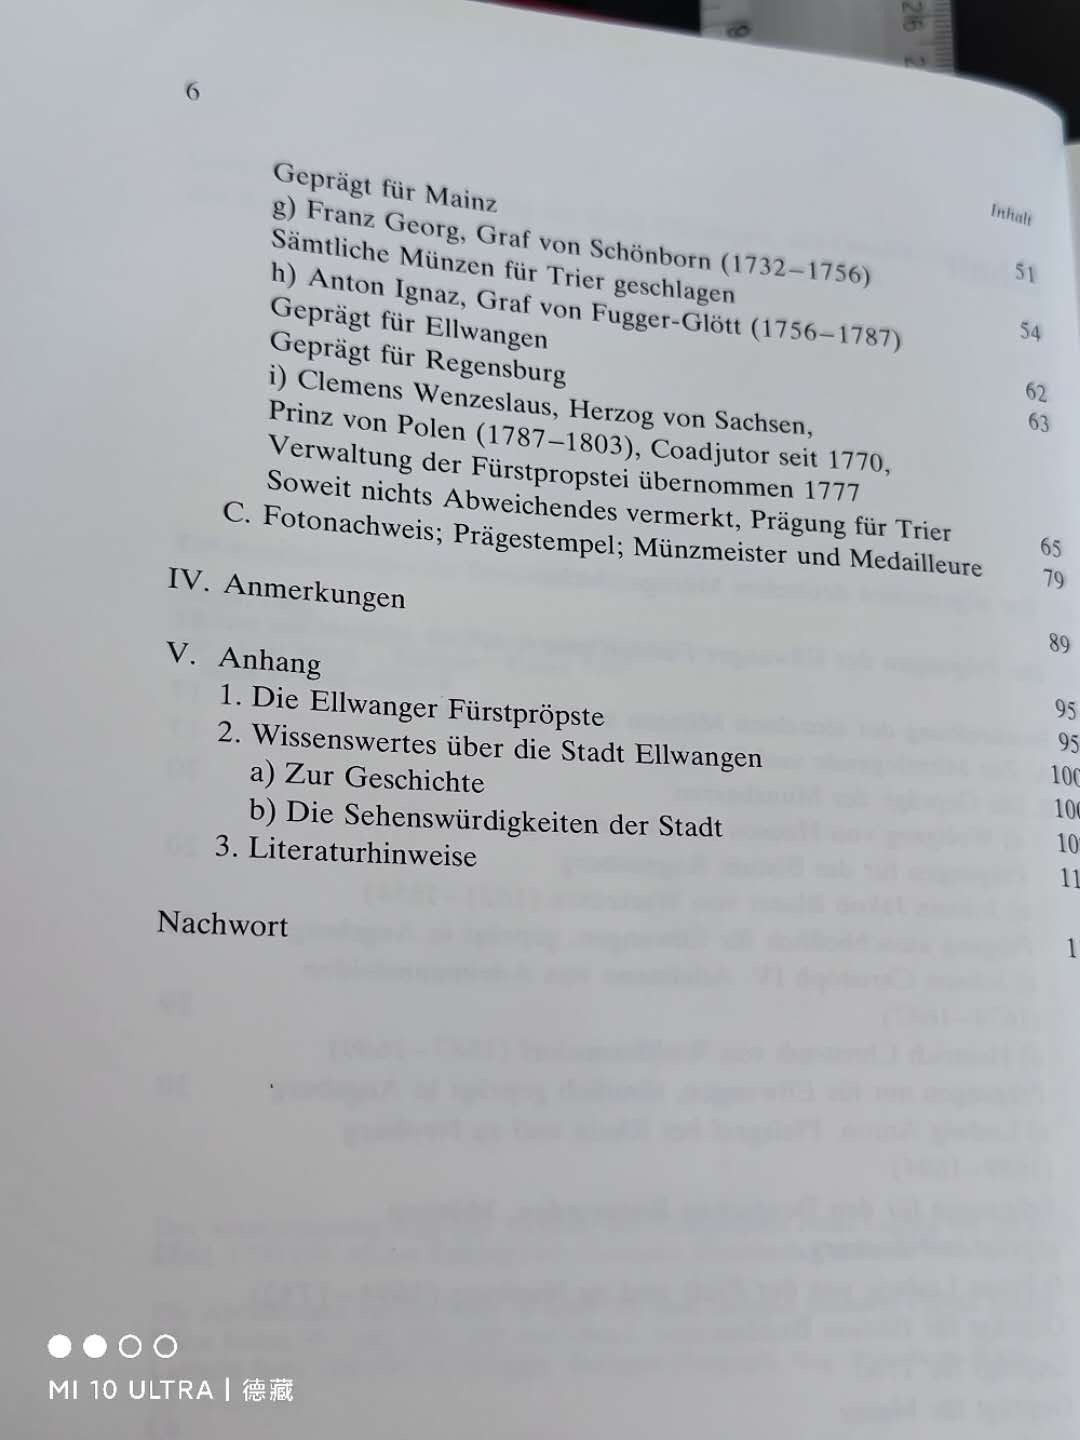 6
Inhalt
Geprägt für Mainz 51
g) Franz Georg, Graf von Schönborn (1732–1756)
Sämtliche Münzen für Trier geschlagen 54
h) Anton Ignaz, Graf von Fugger-Glött (1756–1787)
Geprägt für Ellwangen 62
Geprägt für Regensburg 63
i) Clemens Wenzeslaus, Herzog von Sachsen,
Prinz von Polen (1787–1803), Coadjutor seit 1770,
Verwaltung der Fürstpropstei übernommen 1777
Soweit nichts Abweichendes vermerkt, Prägung für Trier 65
C. Fotonachweis; Prägestempel; Münzmeister und Medailleure 79
IV. Anmerkungen 89
V. Anhang 95
1. Die Ellwanger Fürstpröpste 95
2. Wissenswertes über die Stadt Ellwangen 100
a) Zur Geschichte 100
b) Die Sehenswürdigkeiten der Stadt
3. Literaturhinweise
Nachwort
MI 10 ULTRA | 德藏